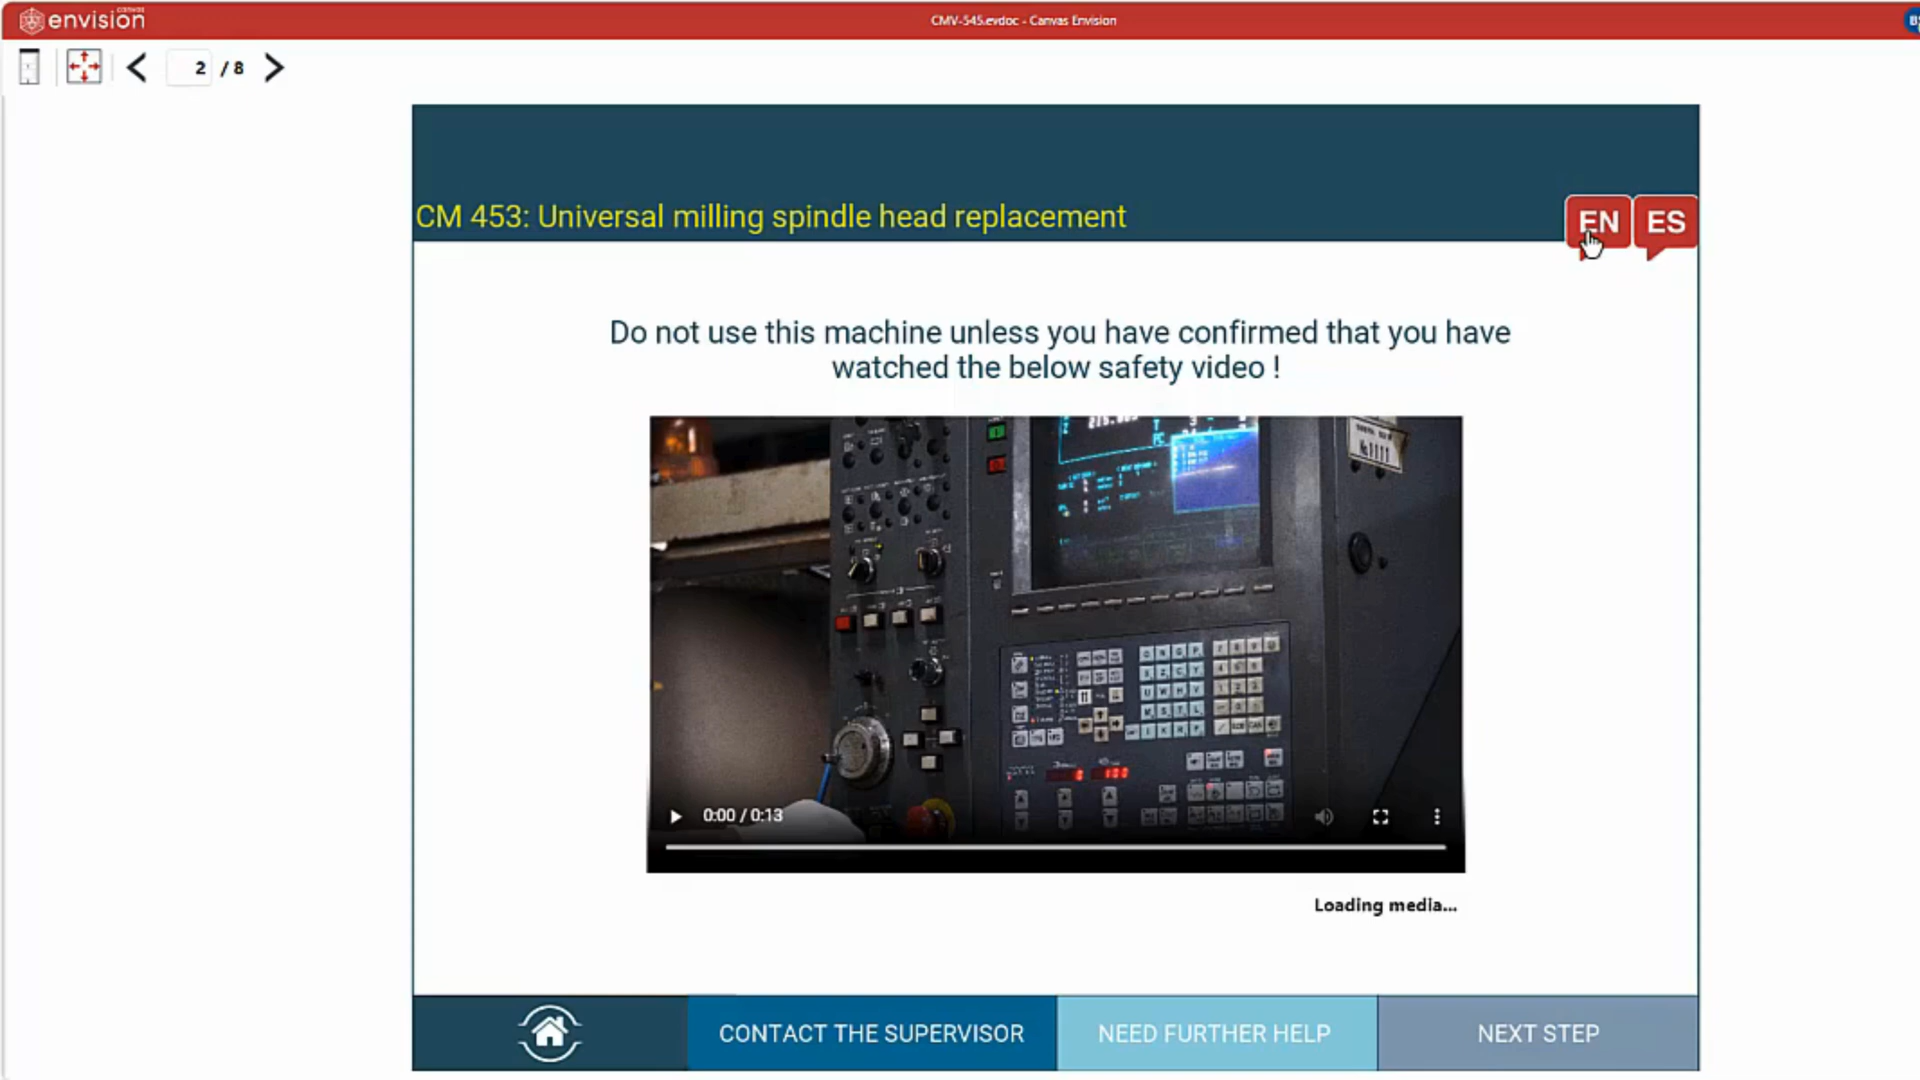 canvas
envision
CMV-545.evdoc - Canvas Envision
2 / 8
CM 453: Universal milling spindle head replacement
EN
ES
Do not use this machine unless you have confirmed that you have
watched the below safety video !
0:00 / 0:13
Loading media...
CONTACT THE SUPERVISOR
NEED FURTHER HELP
NEXT STEP